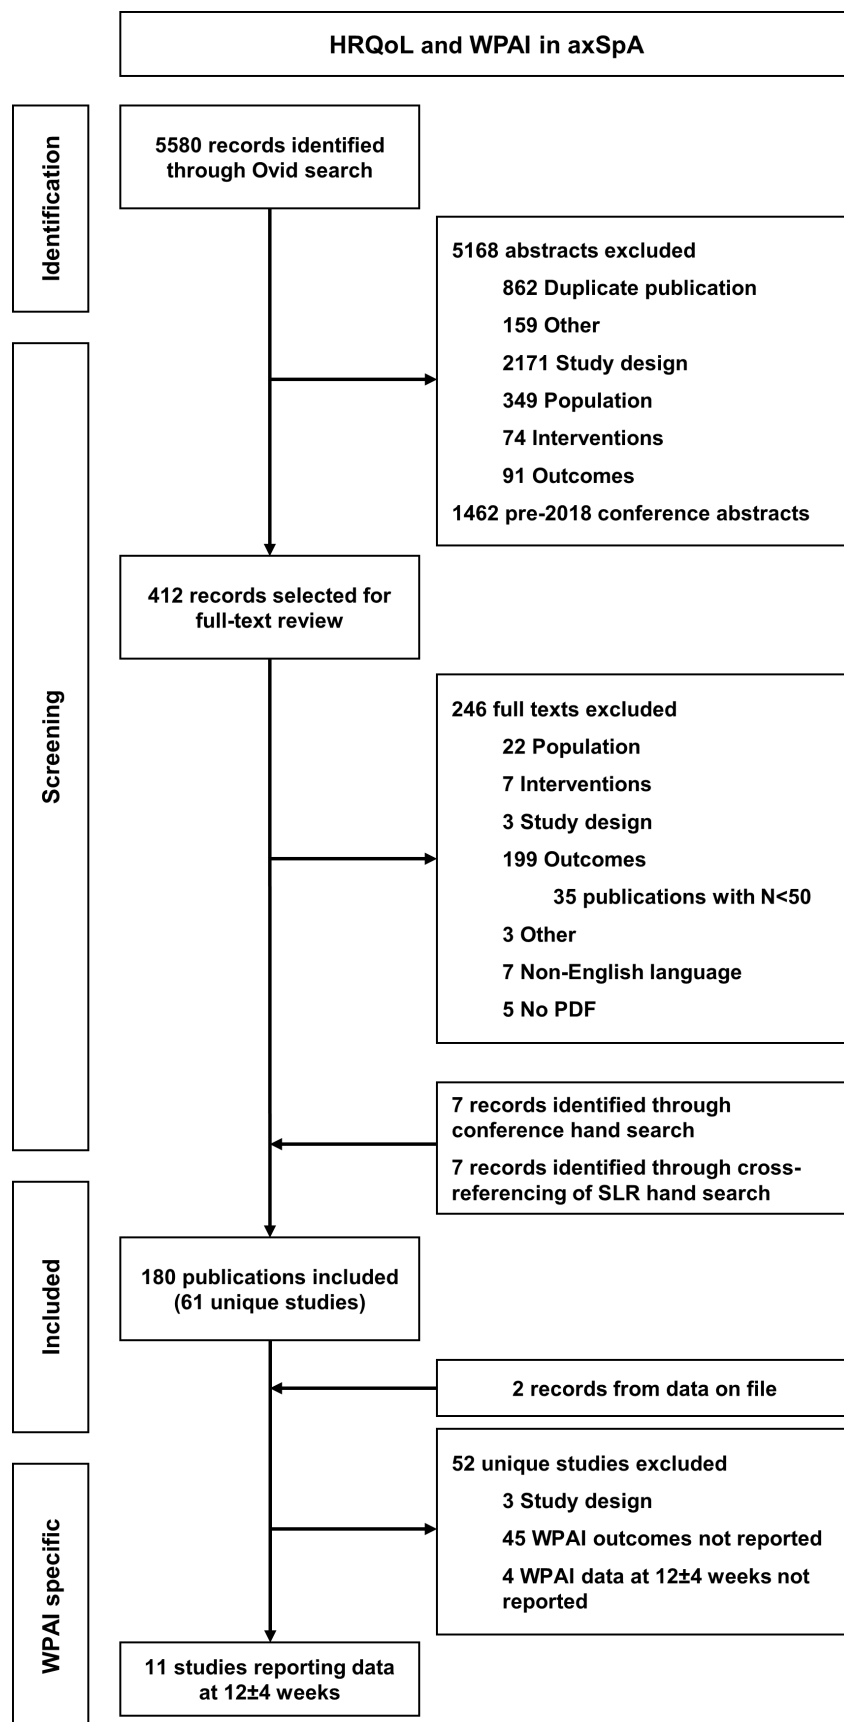 HRQoL and WPAI in axSpA
Identification
5580 records identified
through Ovid search
5168 abstracts excluded
862 Duplicate publication
159 Other
2171 Study design
349 Population
74 Interventions
91 Outcomes
1462 pre-2018 conference abstracts
Screening
412 records selected for
full-text review
246 full texts excluded
22 Population
7 Interventions
3 Study design
199 Outcomes
35 publications with N<50
3 Other
7 Non-English language
5 No PDF
7 records identified through
conference hand search
7 records identified through cross-
referencing of SLR hand search
Included
180 publications included
(61 unique studies)
2 records from data on file
WPAI specific
52 unique studies excluded
3 Study design
45 WPAI outcomes not reported
4 WPAI data at 12±4 weeks not
reported
11 studies reporting data
at 12±4 weeks